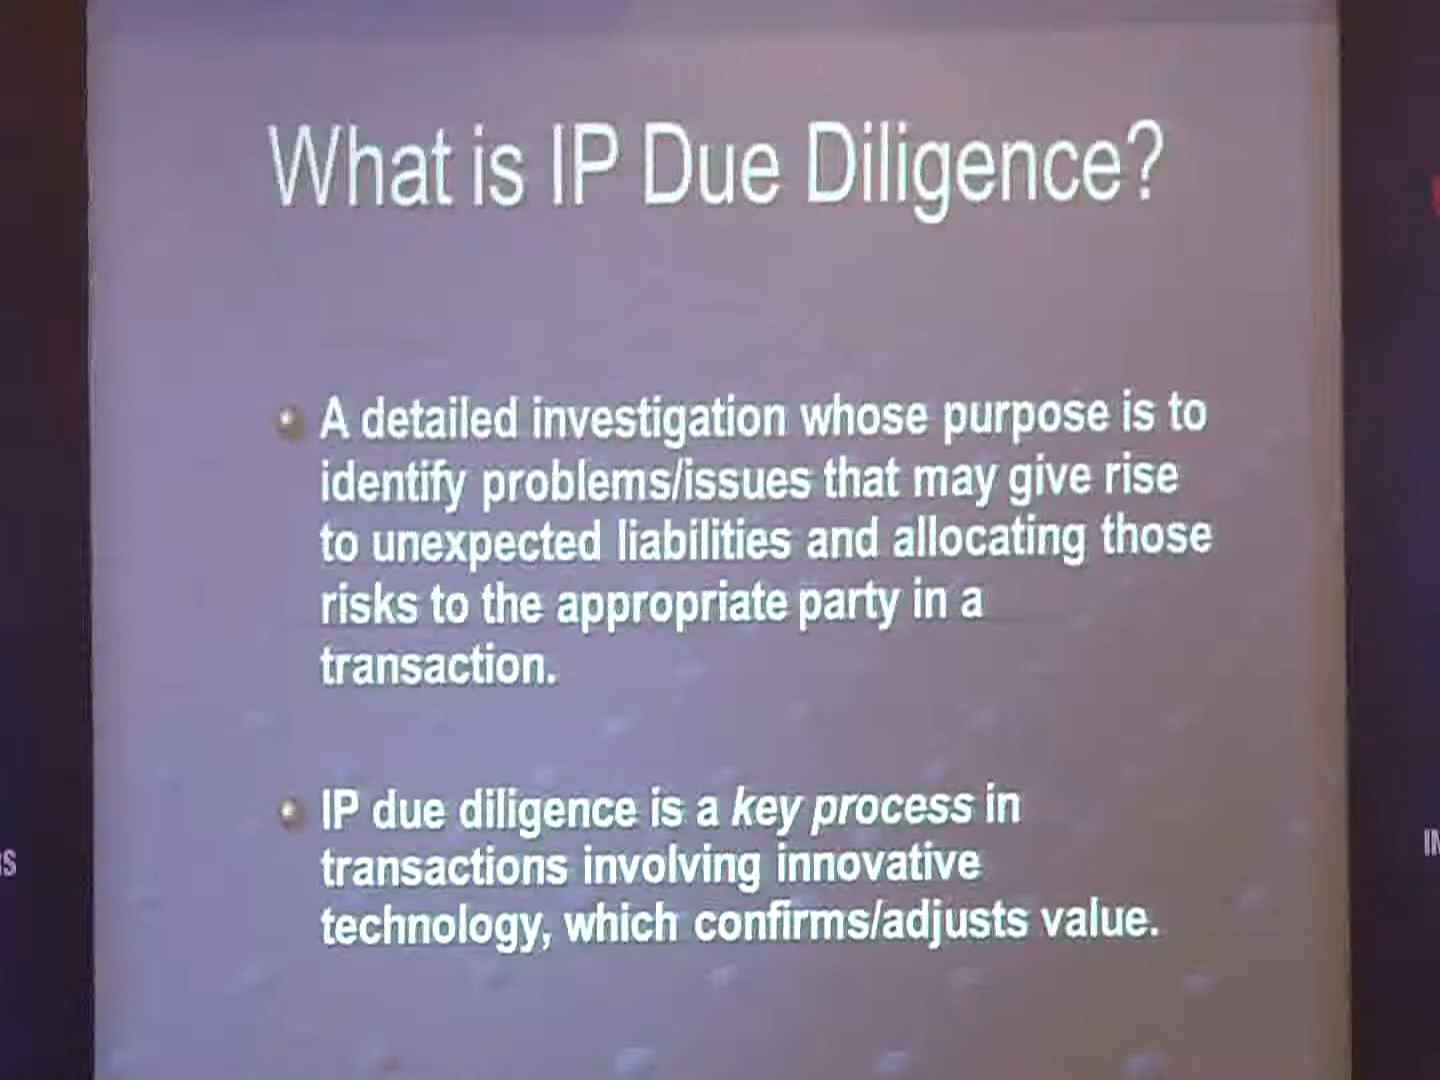 What is IP Due Diligence?
A detailed investigation whose purpose is to
identify problems/issues that may give rise
to unexpected liabilities and allocating those
risks to the appropriate party in a
transaction.
IP due diligence is a key process in
transactions involving innovative
technology, which confirms/adjusts value.